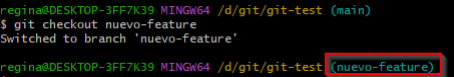 regina@DESKTOP-3FF7K39 MINGW64 /d/git/git-test (main)
$ git checkout nuevo-feature
Switched to branch 'nuevo-feature'
regina@DESKTOP-3FF7K39 MINGW64 /d/git/git-test (nuevo-feature)